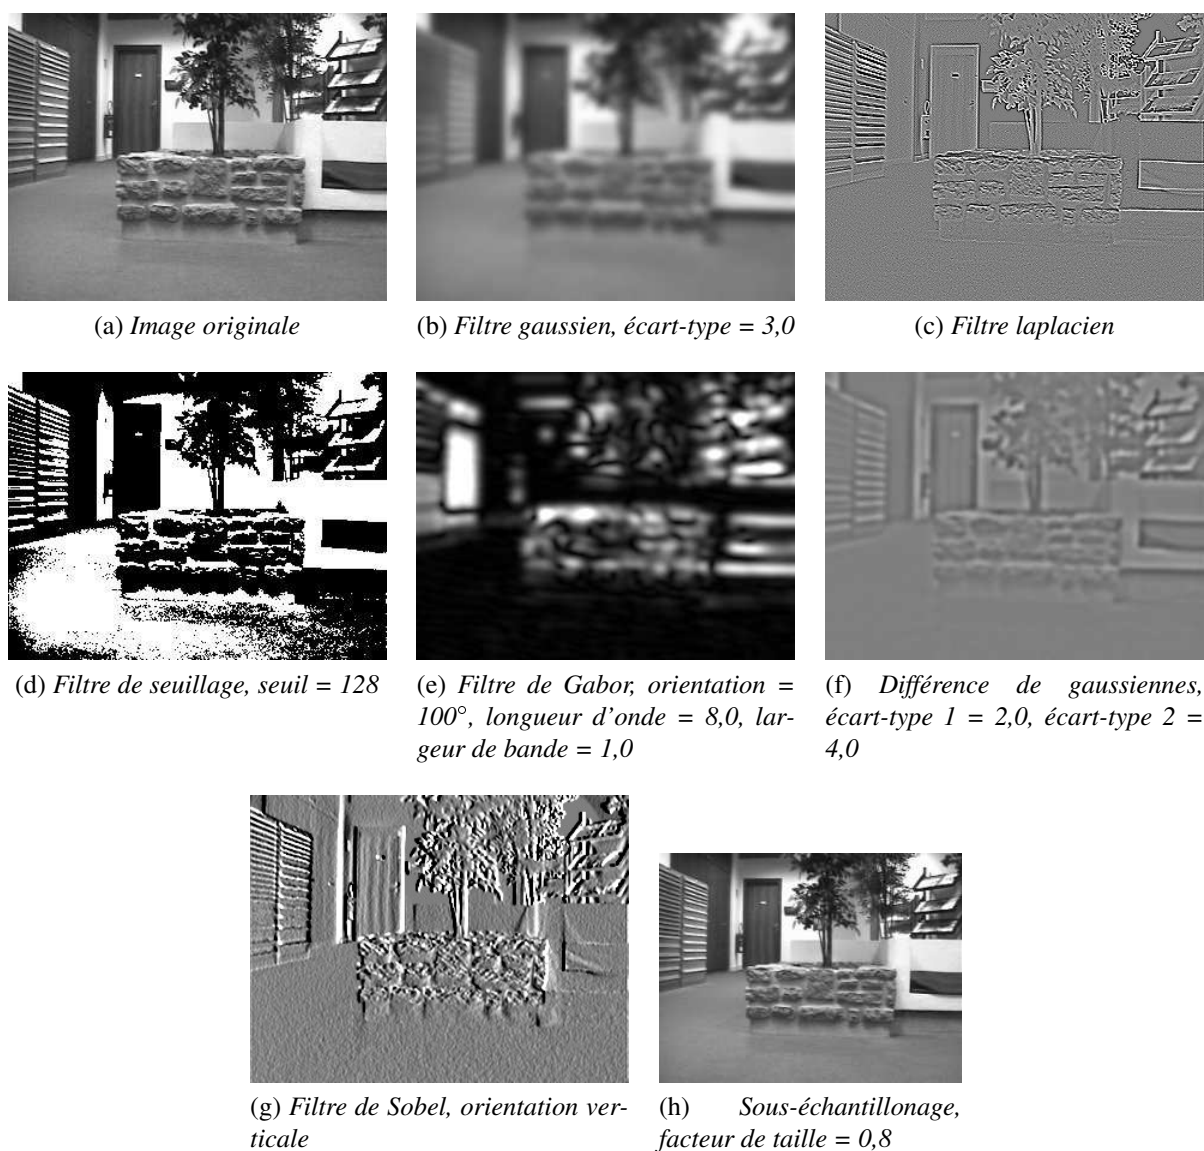 (a) Image originale
(b) Filtre gaussien, écart-type = 3,0
(c) Filtre laplacien
(d) Filtre de seuillage, seuil = 128
(e) Filtre de Gabor, orientation =
100°, longueur d'onde = 8,0, lar-
geur de bande = 1,0
(f) Différence de gaussiennes,
écart-type 1 = 2,0, écart-type 2 =
4,0
(g) Filtre de Sobel, orientation ver-
ticale
(h) Sous-échantillonage,
facteur de taille = 0,8